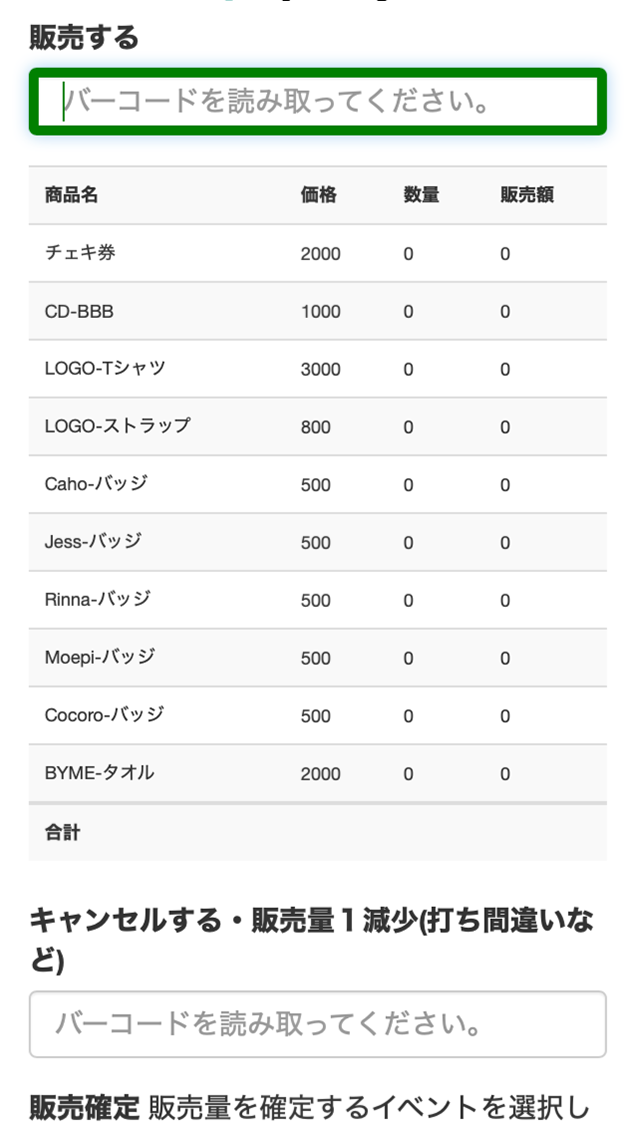 販売する
バーコードを読み取ってください。
商品名 価格 数量 販売額
チェキ券 2000 0 0
CD-BBB 1000 0 0
LOGO-Tシャツ 3000 0 0
LOGO-ストラップ 800 0 0
Caho-バッジ 500 0 0
Jess-バッジ 500 0 0
Rinna-バッジ 500 0 0
Moepi-バッジ 500 0 0
Cocoro-バッジ 500 0 0
BYME-タオル 2000 0 0
合計
キャンセルする・販売量１減少(打ち間違いな
ど)
バーコードを読み取ってください。
販売確定 販売量を確定するイベントを選択し